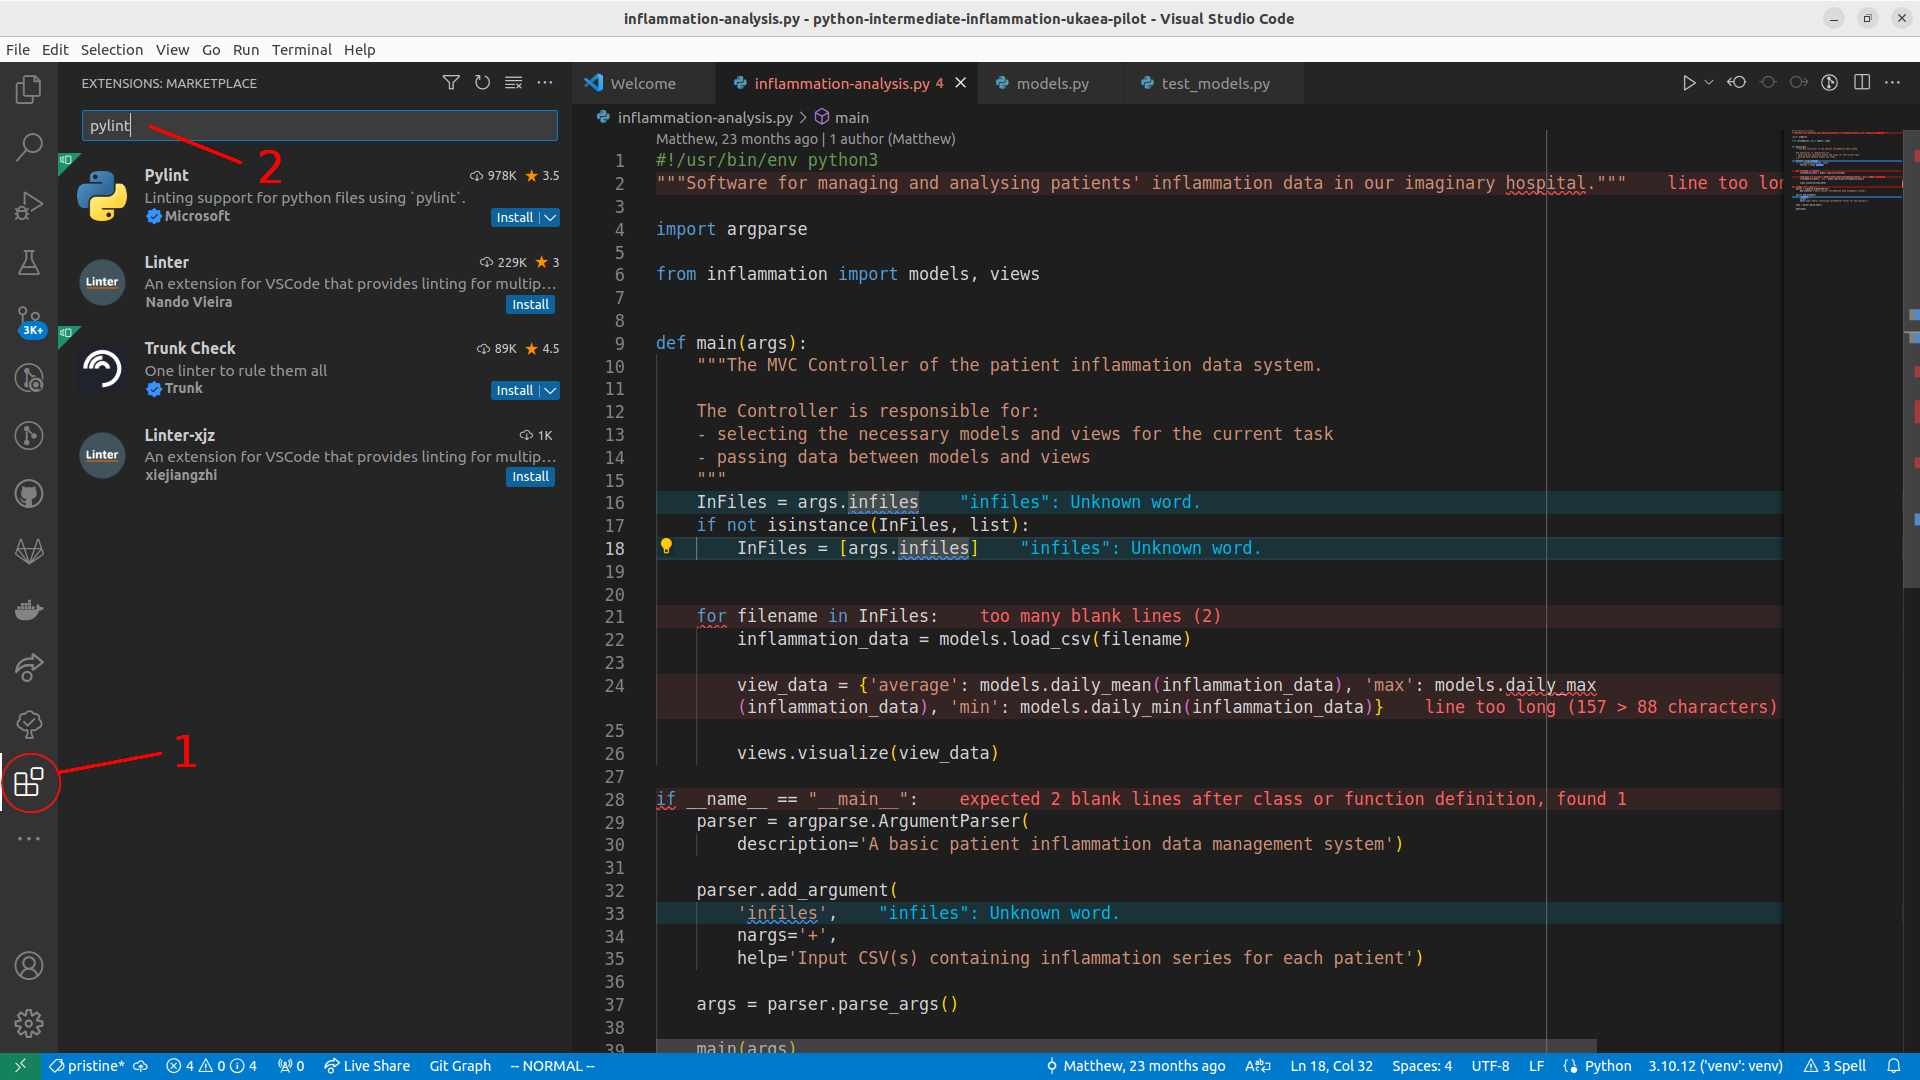 inflammation-analysis.py - python-intermediate-inflammation-ukaea-pilot - Visual Studio Code
File Edit Selection View Go Run Terminal Help
EXTENSIONS: MARKETPLACE
pylint
2
Pylint 978K 3.5
Linting support for python files using `pylint`.
Microsoft Install
Linter
Linter 229K 3
An extension for VSCode that provides linting for multip...
Nando Vieira Install
Trunk Check 89K 4.5
One linter to rule them all
Trunk Install
Linter
Linter-xjz 1K
An extension for VSCode that provides linting for multip...
xiejiangzhi Install
3K+
1
Welcome inflammation-analysis.py 4 models.py test_models.py
inflammation-analysis.py > main
Matthew, 23 months ago | 1 author (Matthew)
1 #!/usr/bin/env python3
2 """Software for managing and analysing patients' inflammation data in our imaginary hospital.""" line too lon
3
4 import argparse
5
6 from inflammation import models, views
7
8
9 def main(args):
10 """The MVC Controller of the patient inflammation data system.
11
12 The Controller is responsible for:
13 - selecting the necessary models and views for the current task
14 - passing data between models and views
15 """
16 InFiles = args.infiles "infiles": Unknown word.
17 if not isinstance(InFiles, list):
18 InFiles = [args.infiles] "infiles": Unknown word.
19
20
21 for filename in InFiles: too many blank lines (2)
22 inflammation_data = models.load_csv(filename)
23
24 view_data = {'average': models.daily_mean(inflammation_data), 'max': models.daily_max
(inflammation_data), 'min': models.daily_min(inflammation_data)} line too long (157 > 88 characters)
25
26 views.visualize(view_data)
27
28 if __name__ == "__main__": expected 2 blank lines after class or function definition, found 1
29 parser = argparse.ArgumentParser(
30 description='A basic patient inflammation data management system')
31
32 parser.add_argument(
33 'infiles', "infiles": Unknown word.
34 nargs='+',
35 help='Input CSV(s) containing inflammation series for each patient')
36
37 args = parser.parse_args()
38
39 main(args)
pristine* 4 0 4 0 Live Share Git Graph -- NORMAL -- Matthew, 23 months ago Ln 18, Col 32 Spaces: 4 UTF-8 LF Python 3.10.12 ('venv': venv) 3 Spell